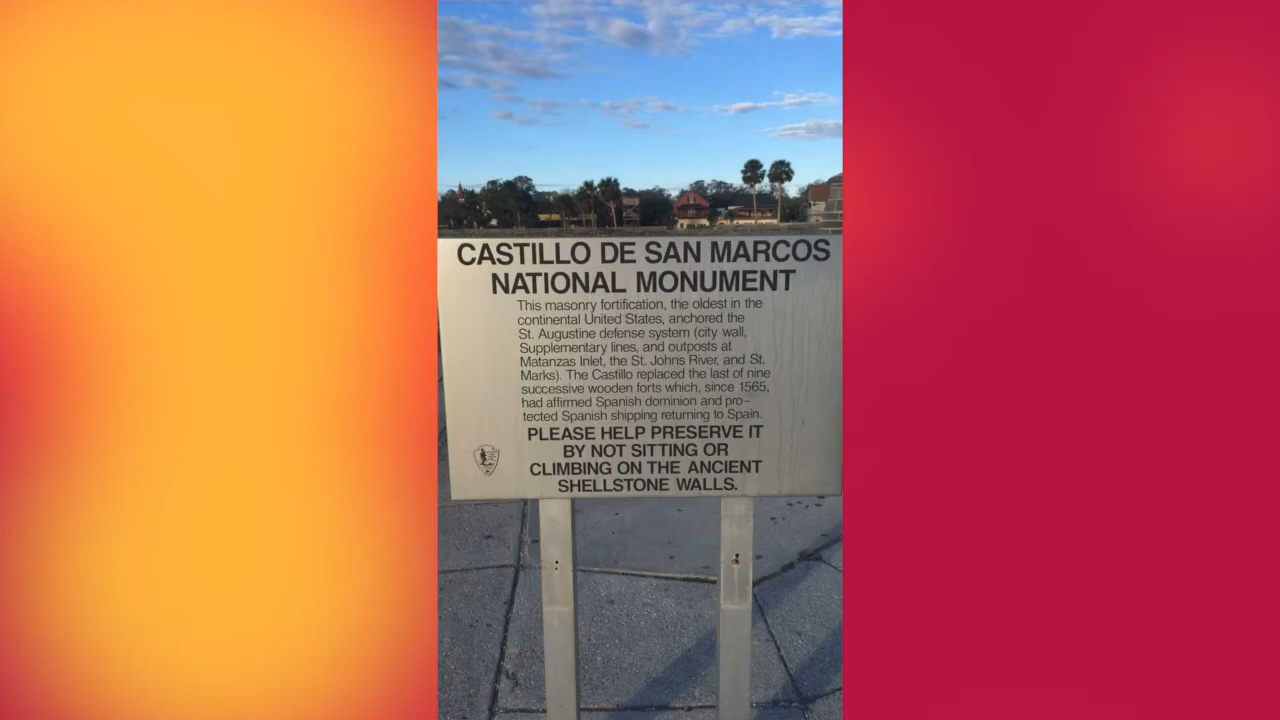 CASTILLO DE SAN MARCOS
NATIONAL MONUMENT
This masonry fortification, the oldest in the
continental United States, anchored the
St. Augustine defense system (city wall,
Supplementary lines, and outposts at
Matanzas Inlet, the St. Johns River, and St.
Marks). The Castillo replaced the last of nine
successive wooden forts which, since 1565,
had affirmed Spanish dominion and pro-
tected Spanish shipping returning to Spain.
PLEASE HELP PRESERVE IT
BY NOT SITTING OR
CLIMBING ON THE ANCIENT
SHELLSTONE WALLS.